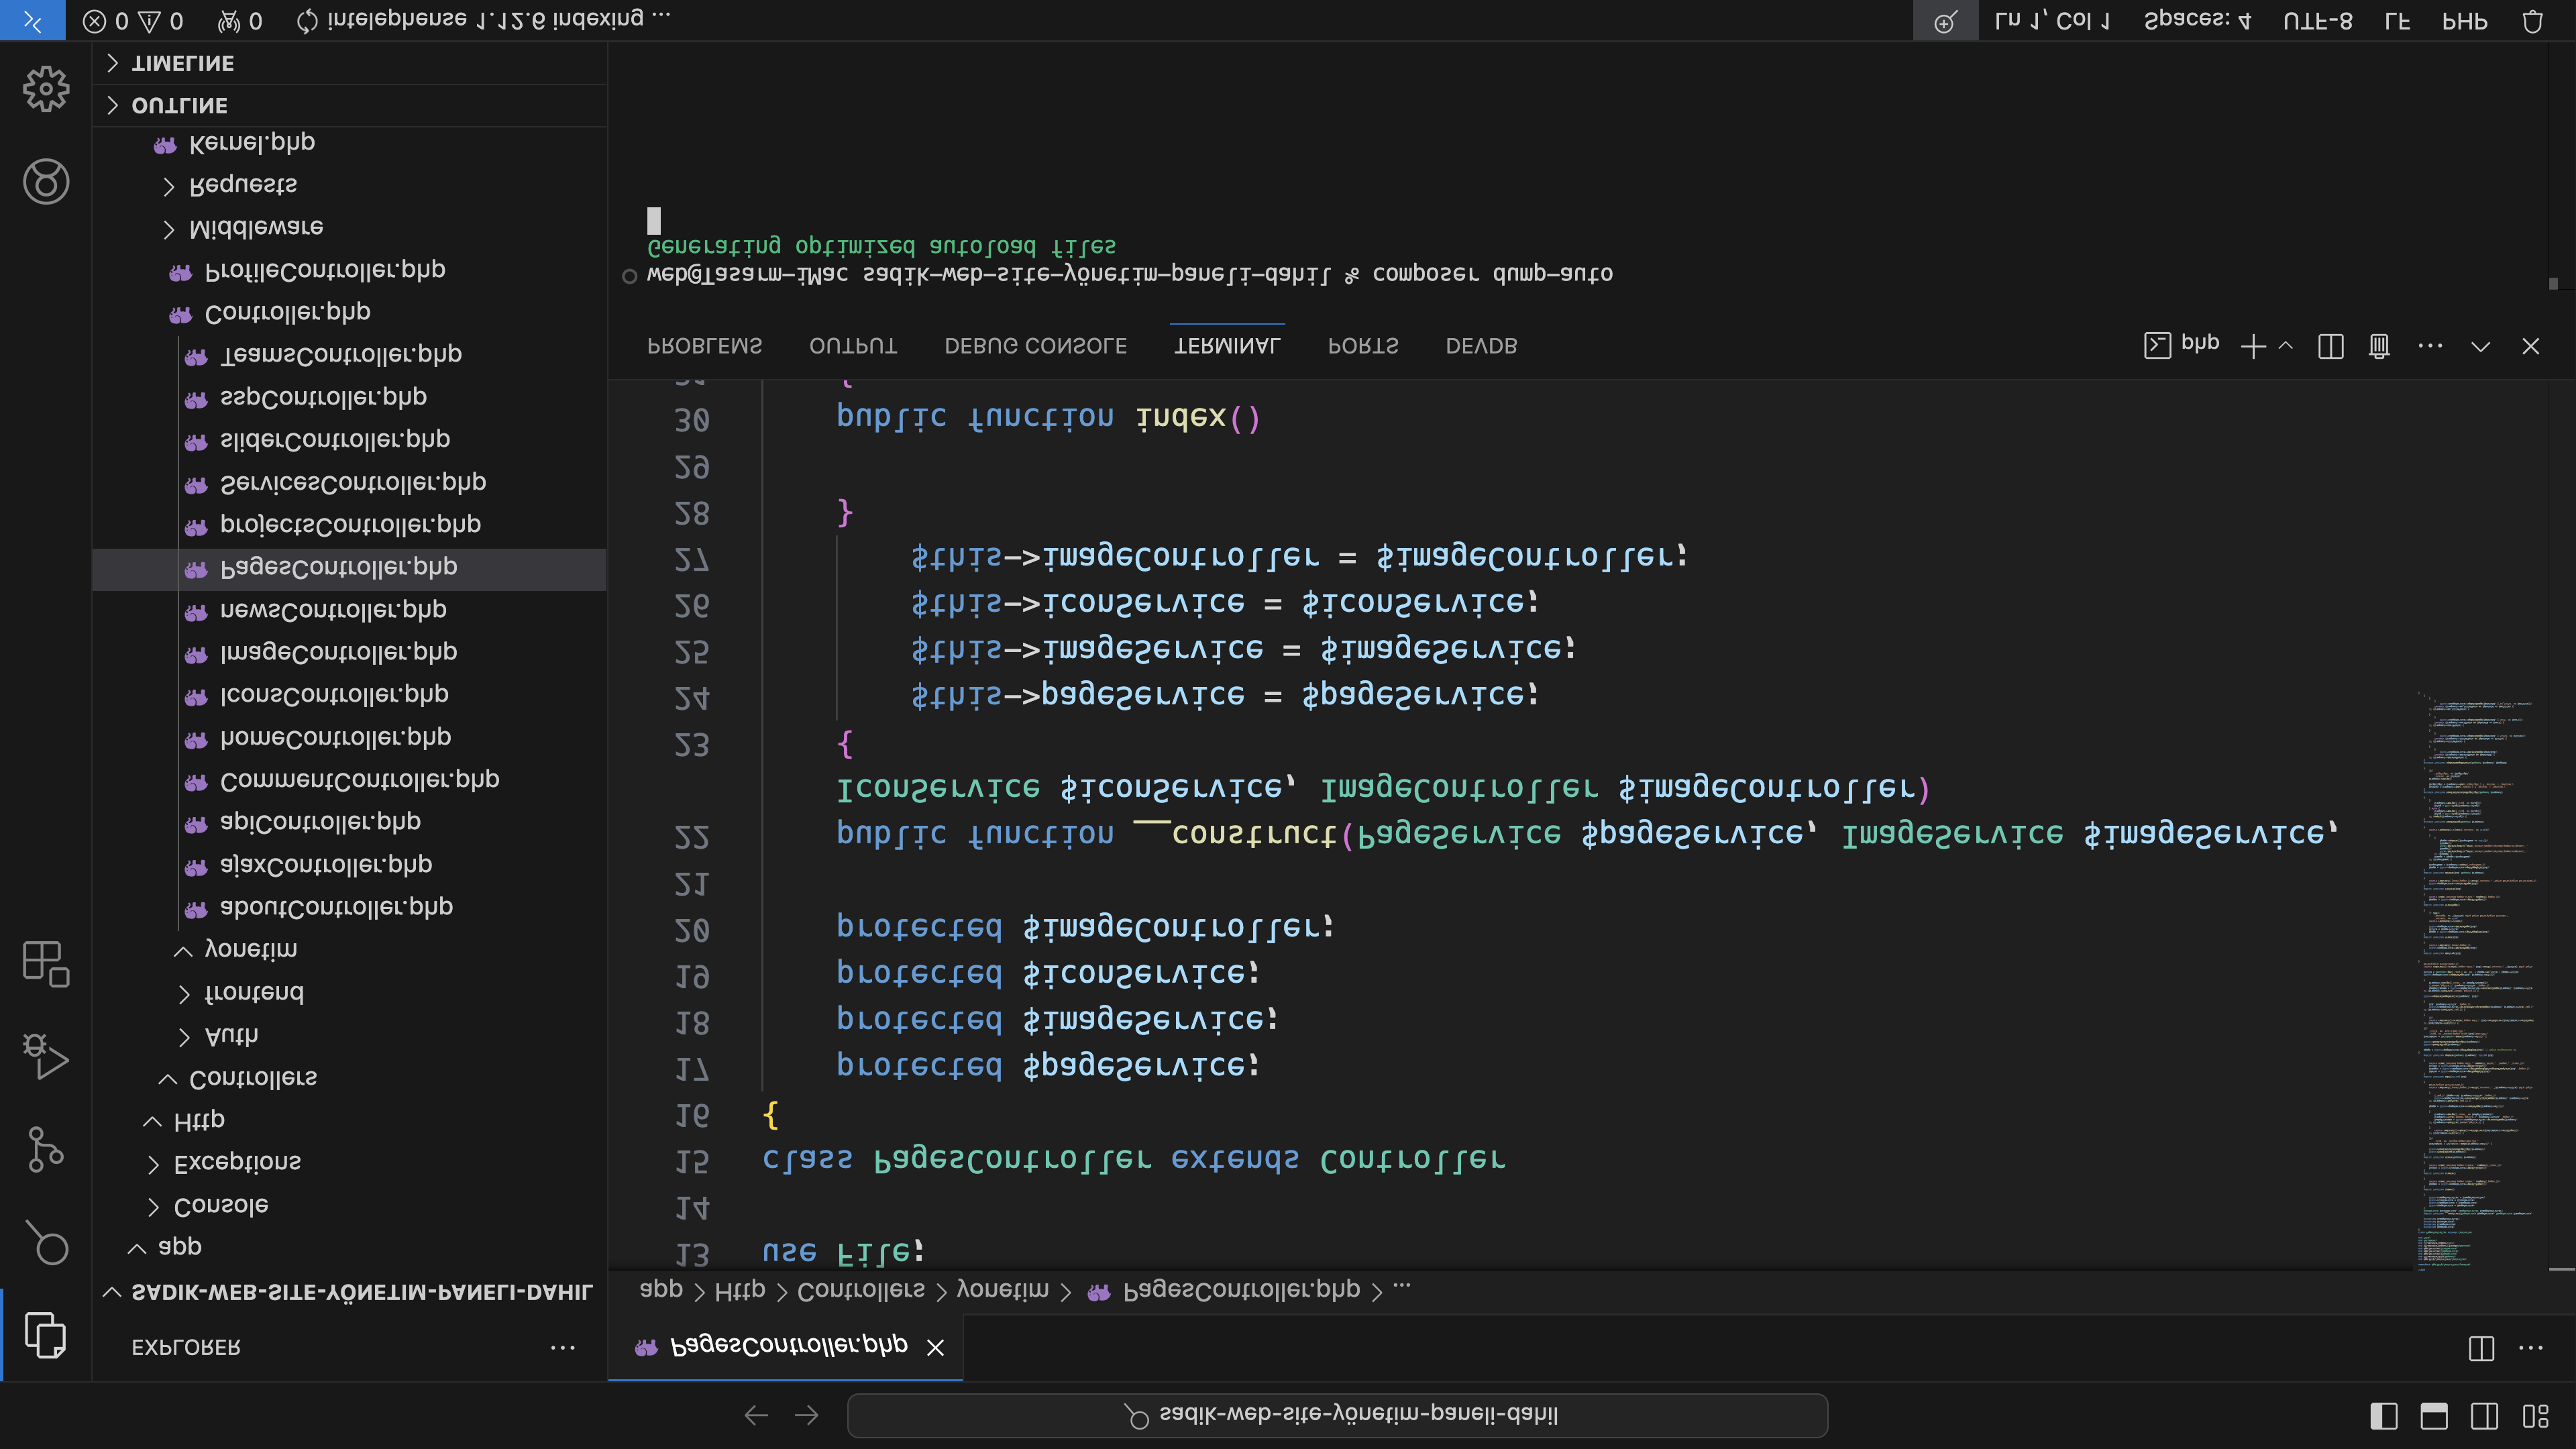 sadik-web-site-yönetim-paneli-dahil
EXPLORER
SADIK-WEB-SITE-YÖNETIM-PANELI-DAHIL
app
Console
Exceptions
Http
Controllers
Auth
frontend
yonetim
aboutController.php
ajaxController.php
apiController.php
CommentController.php
homeController.php
IconsController.php
ImageController.php
newsController.php
PagesController.php
projectsController.php
ServicesController.php
sliderController.php
sspController.php
TeamsController.php
Controller.php
ProfileController.php
Middleware
Requests
Kernel.php
OUTLINE
TIMELINE
PagesController.php
app > Http > Controllers > yonetim > PagesController.php > ...
13 use File;
14
15 class PagesController extends Controller
16 {
17 protected $pageService;
18 protected $imageService;
19 protected $iconService;
20 protected $imageController;
21
22 public function __construct(PageService $pageService, ImageService $imageService,
IconService $iconService, ImageController $imageController)
23 {
24 $this->pageService = $pageService;
25 $this->imageService = $imageService;
26 $this->iconService = $iconService;
27 $this->imageController = $imageController;
28 }
29
30 public function index()
31 {
PROBLEMS OUTPUT DEBUG CONSOLE TERMINAL PORTS DEVDB php
web@Tasarm-iMac sadik-web-site-yönetim-paneli-dahil % composer dump-auto
Generating optimized autoload files
0 0 0 intelephense 1.12.6 indexing ... Ln 1, Col 1 Spaces: 4 UTF-8 LF PHP